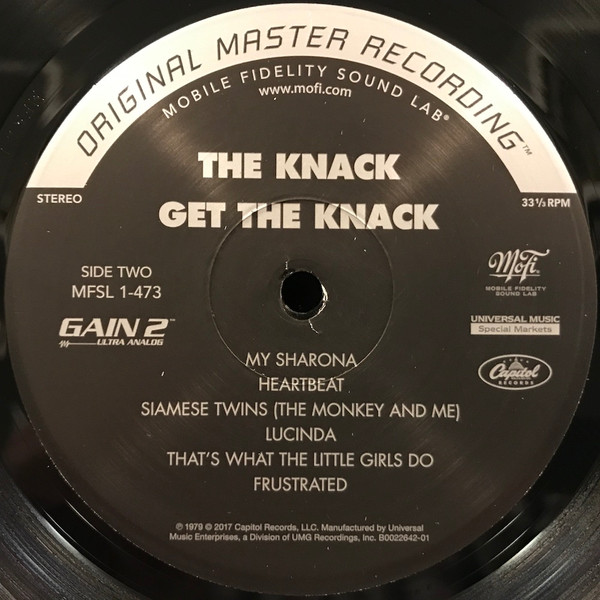 ORIGINAL MASTER RECORDING™
MOBILE FIDELITY SOUND LAB®
www.mofi.com
THE KNACK
GET THE KNACK
STEREO
33 1/3 RPM
SIDE TWO
MFSL 1-473
GAIN 2™
ULTRA ANALOG
MoFi
MOBILE FIDELITY
SOUND LAB
UNIVERSAL MUSIC
Special Markets
Capitol
RECORDS
MY SHARONA
HEARTBEAT
SIAMESE TWINS (THE MONKEY AND ME)
LUCINDA
THAT'S WHAT THE LITTLE GIRLS DO
FRUSTRATED
℗ 1979 © 2017 Capitol Records, LLC. Manufactured by Universal
Music Enterprises, a Division of UMG Recordings, Inc. B0022642-01